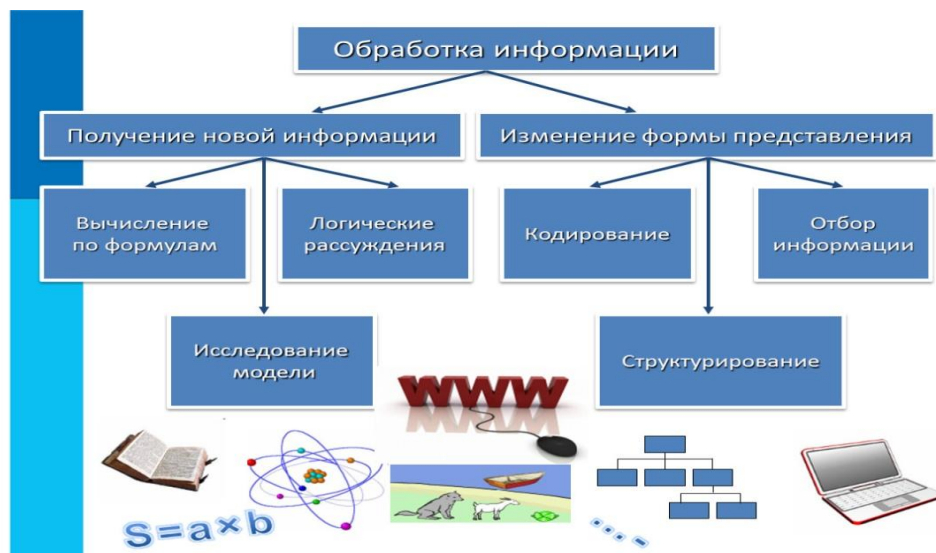 Обработка информации
Получение новой информации
Изменение формы представления
Вычисление
по формулам
Логические
рассуждения
Кодирование
Отбор
информации
Исследование
модели
Структурирование
www
S=a×b
...-